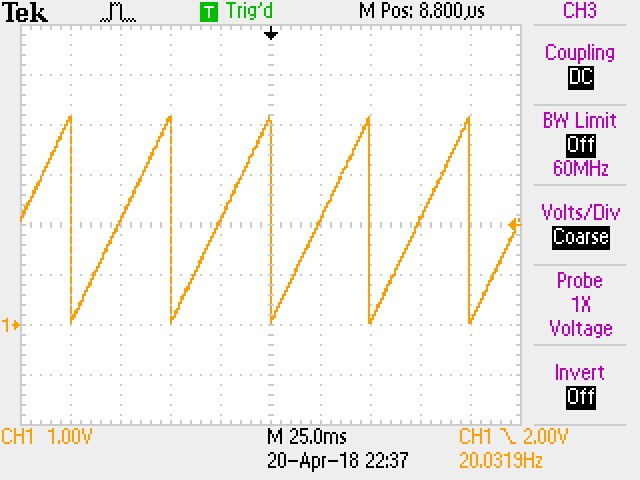 Tek T Trig'd M Pos: 8.800µs CH3
Coupling
DC
BW Limit
Off
60MHz
Volts/Div
Coarse
Probe
1X
Voltage
Invert
Off
1
CH1 1.00V M 25.0ms CH1 2.00V
20-Apr-18 22:37 20.0319Hz